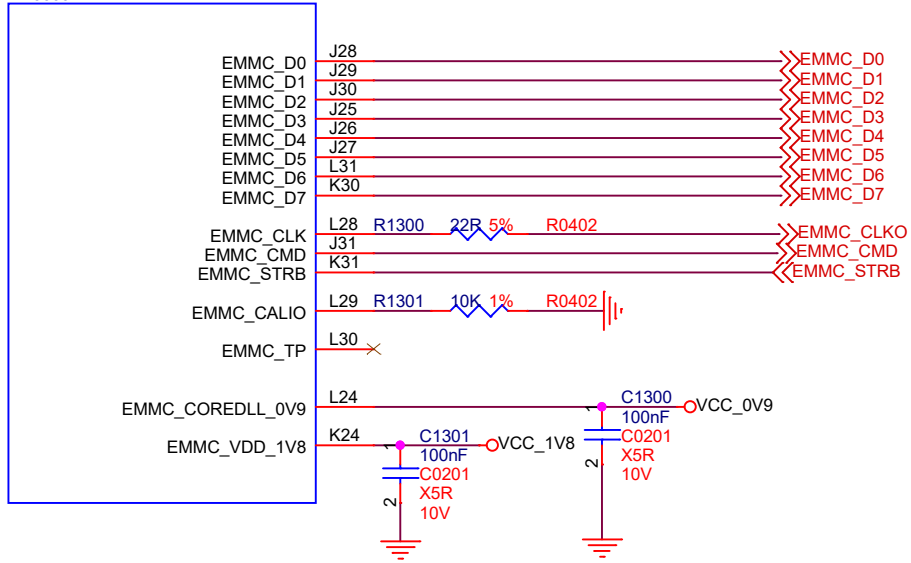 EMMC_D0 J28 EMMC_D0
EMMC_D1 J29 EMMC_D1
EMMC_D2 J30 EMMC_D2
EMMC_D3 J25 EMMC_D3
EMMC_D4 J26 EMMC_D4
EMMC_D5 J27 EMMC_D5
EMMC_D6 L31 EMMC_D6
EMMC_D7 K30 EMMC_D7
EMMC_CLK L28 R1300 22R 5% R0402 EMMC_CLKO
EMMC_CMD J31 EMMC_CMD
EMMC_STRB K31 EMMC_STRB
EMMC_CALIO L29 R1301 10K 1% R0402
EMMC_TP L30
EMMC_COREDLL_0V9 L24 1 C1300 VCC_0V9
100nF
C0201
X5R
10V
2
EMMC_VDD_1V8 K24 1 C1301 VCC_1V8
100nF
C0201
X5R
10V
2